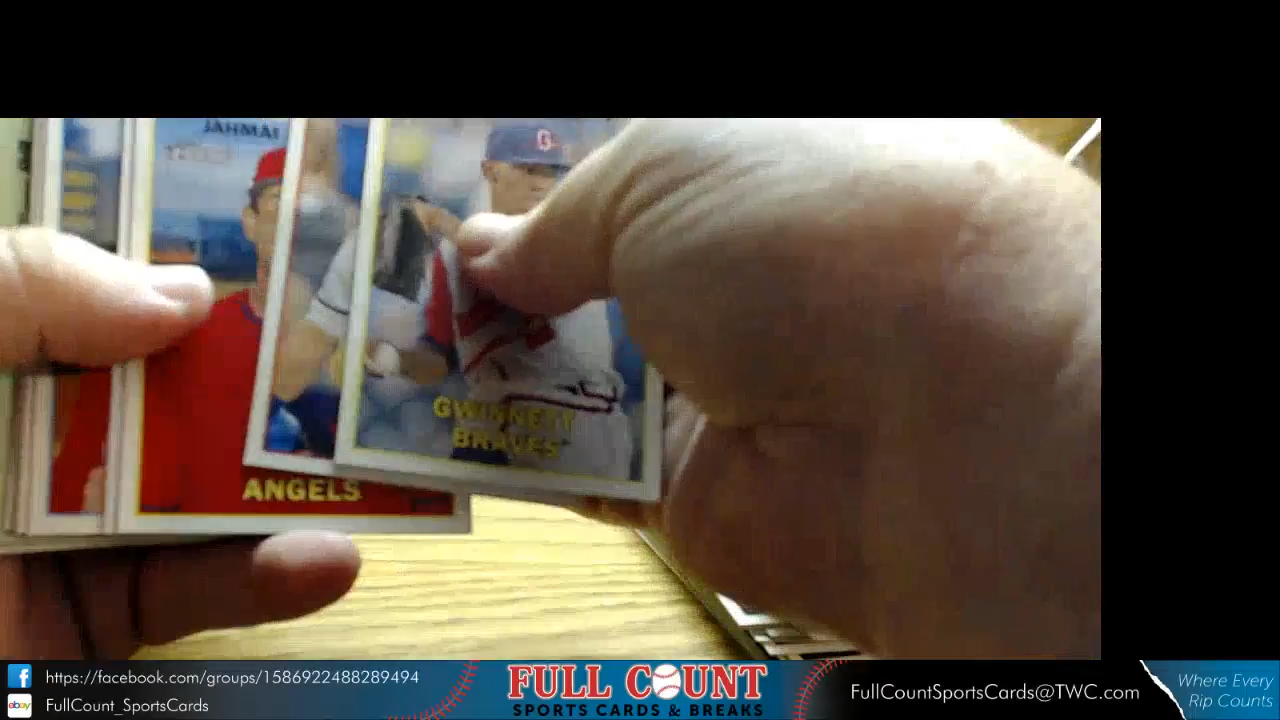 JAHMAI
GWINNETT
BRAVES
ANGELS
https://facebook.com/groups/1586922488289494
FullCount_SportsCards
FULL COUNT
SPORTS CARDS & BREAKS
FullCountSportsCards@TWC.com
Where Every
Rip Counts